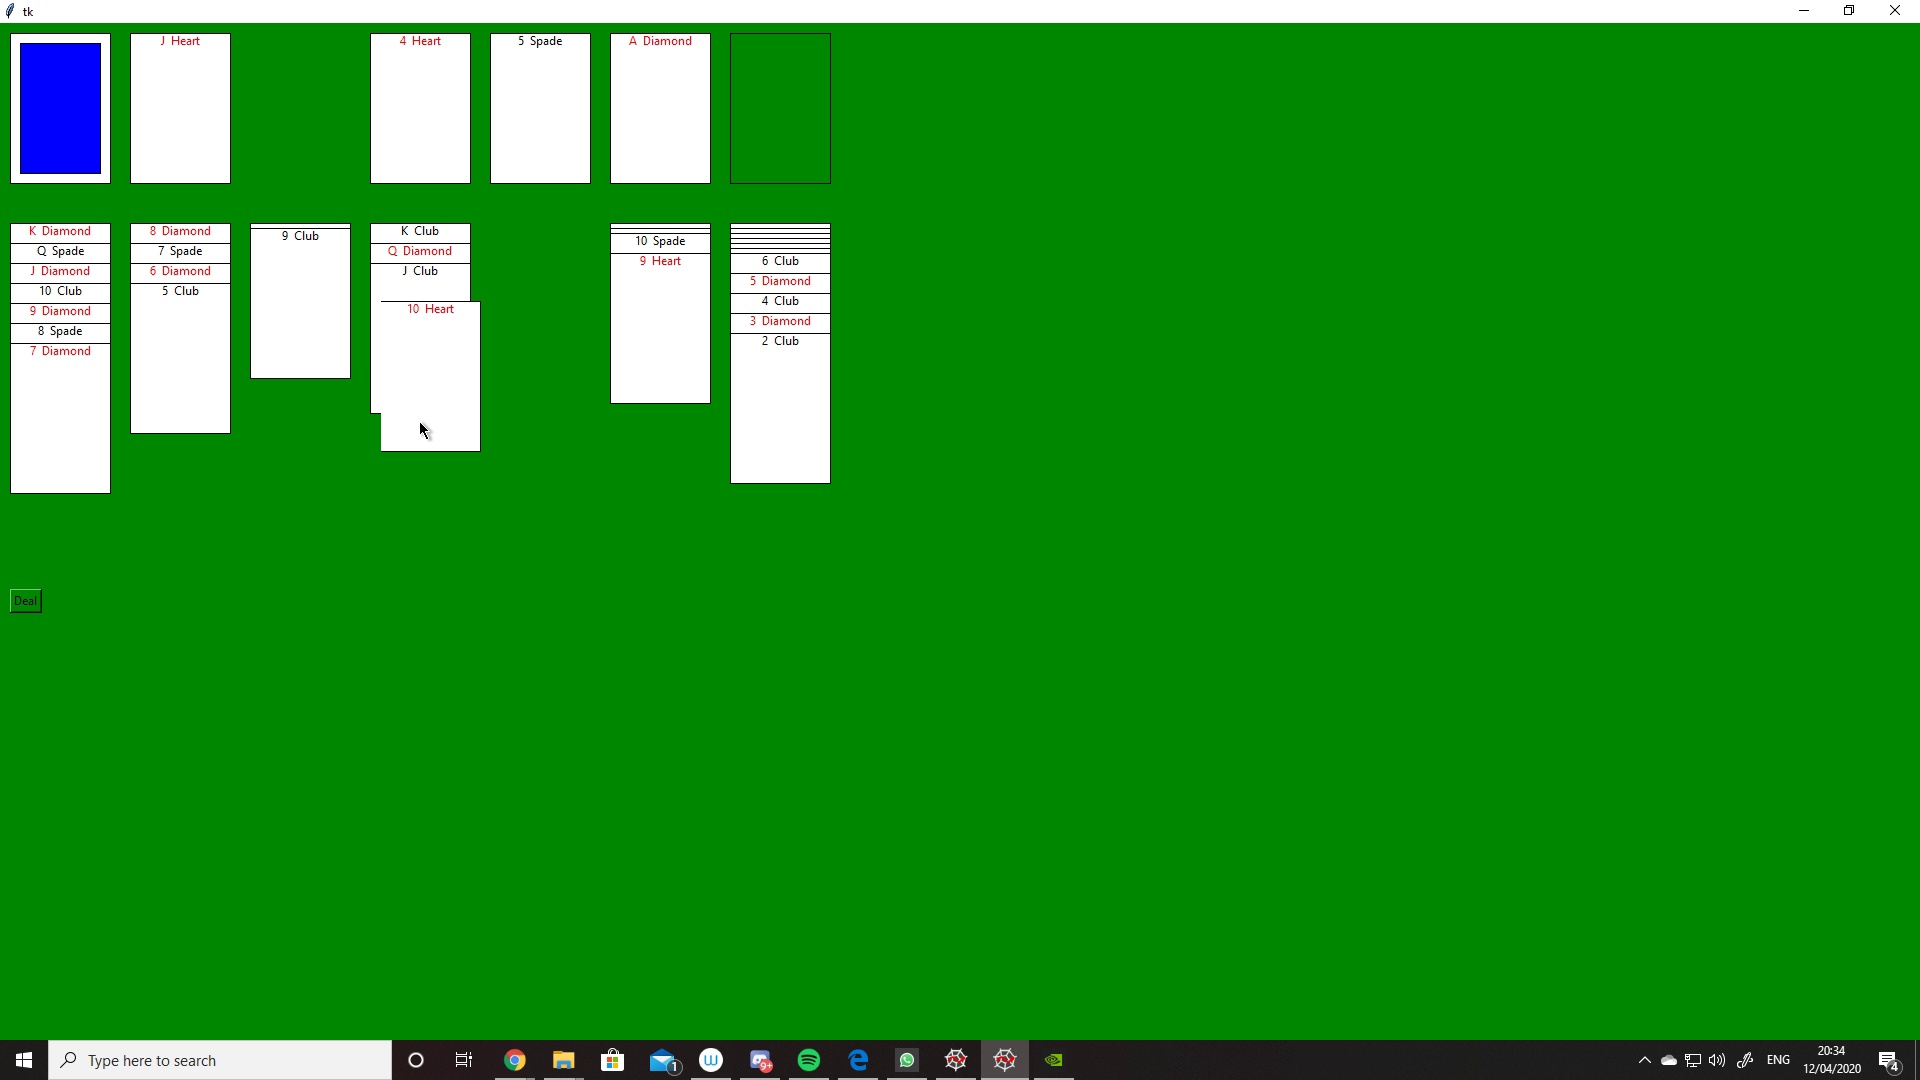 tk
J Heart
4 Heart
5 Spade
A Diamond
K Diamond
Q Spade
J Diamond
10 Club
9 Diamond
8 Spade
7 Diamond
8 Diamond
7 Spade
6 Diamond
5 Club
9 Club
K Club
Q Diamond
J Club
10 Heart
10 Spade
9 Heart
6 Club
5 Diamond
4 Club
3 Diamond
2 Club
Deal
Type here to search
1
W
9+
ENG
20:34
12/04/2020
4